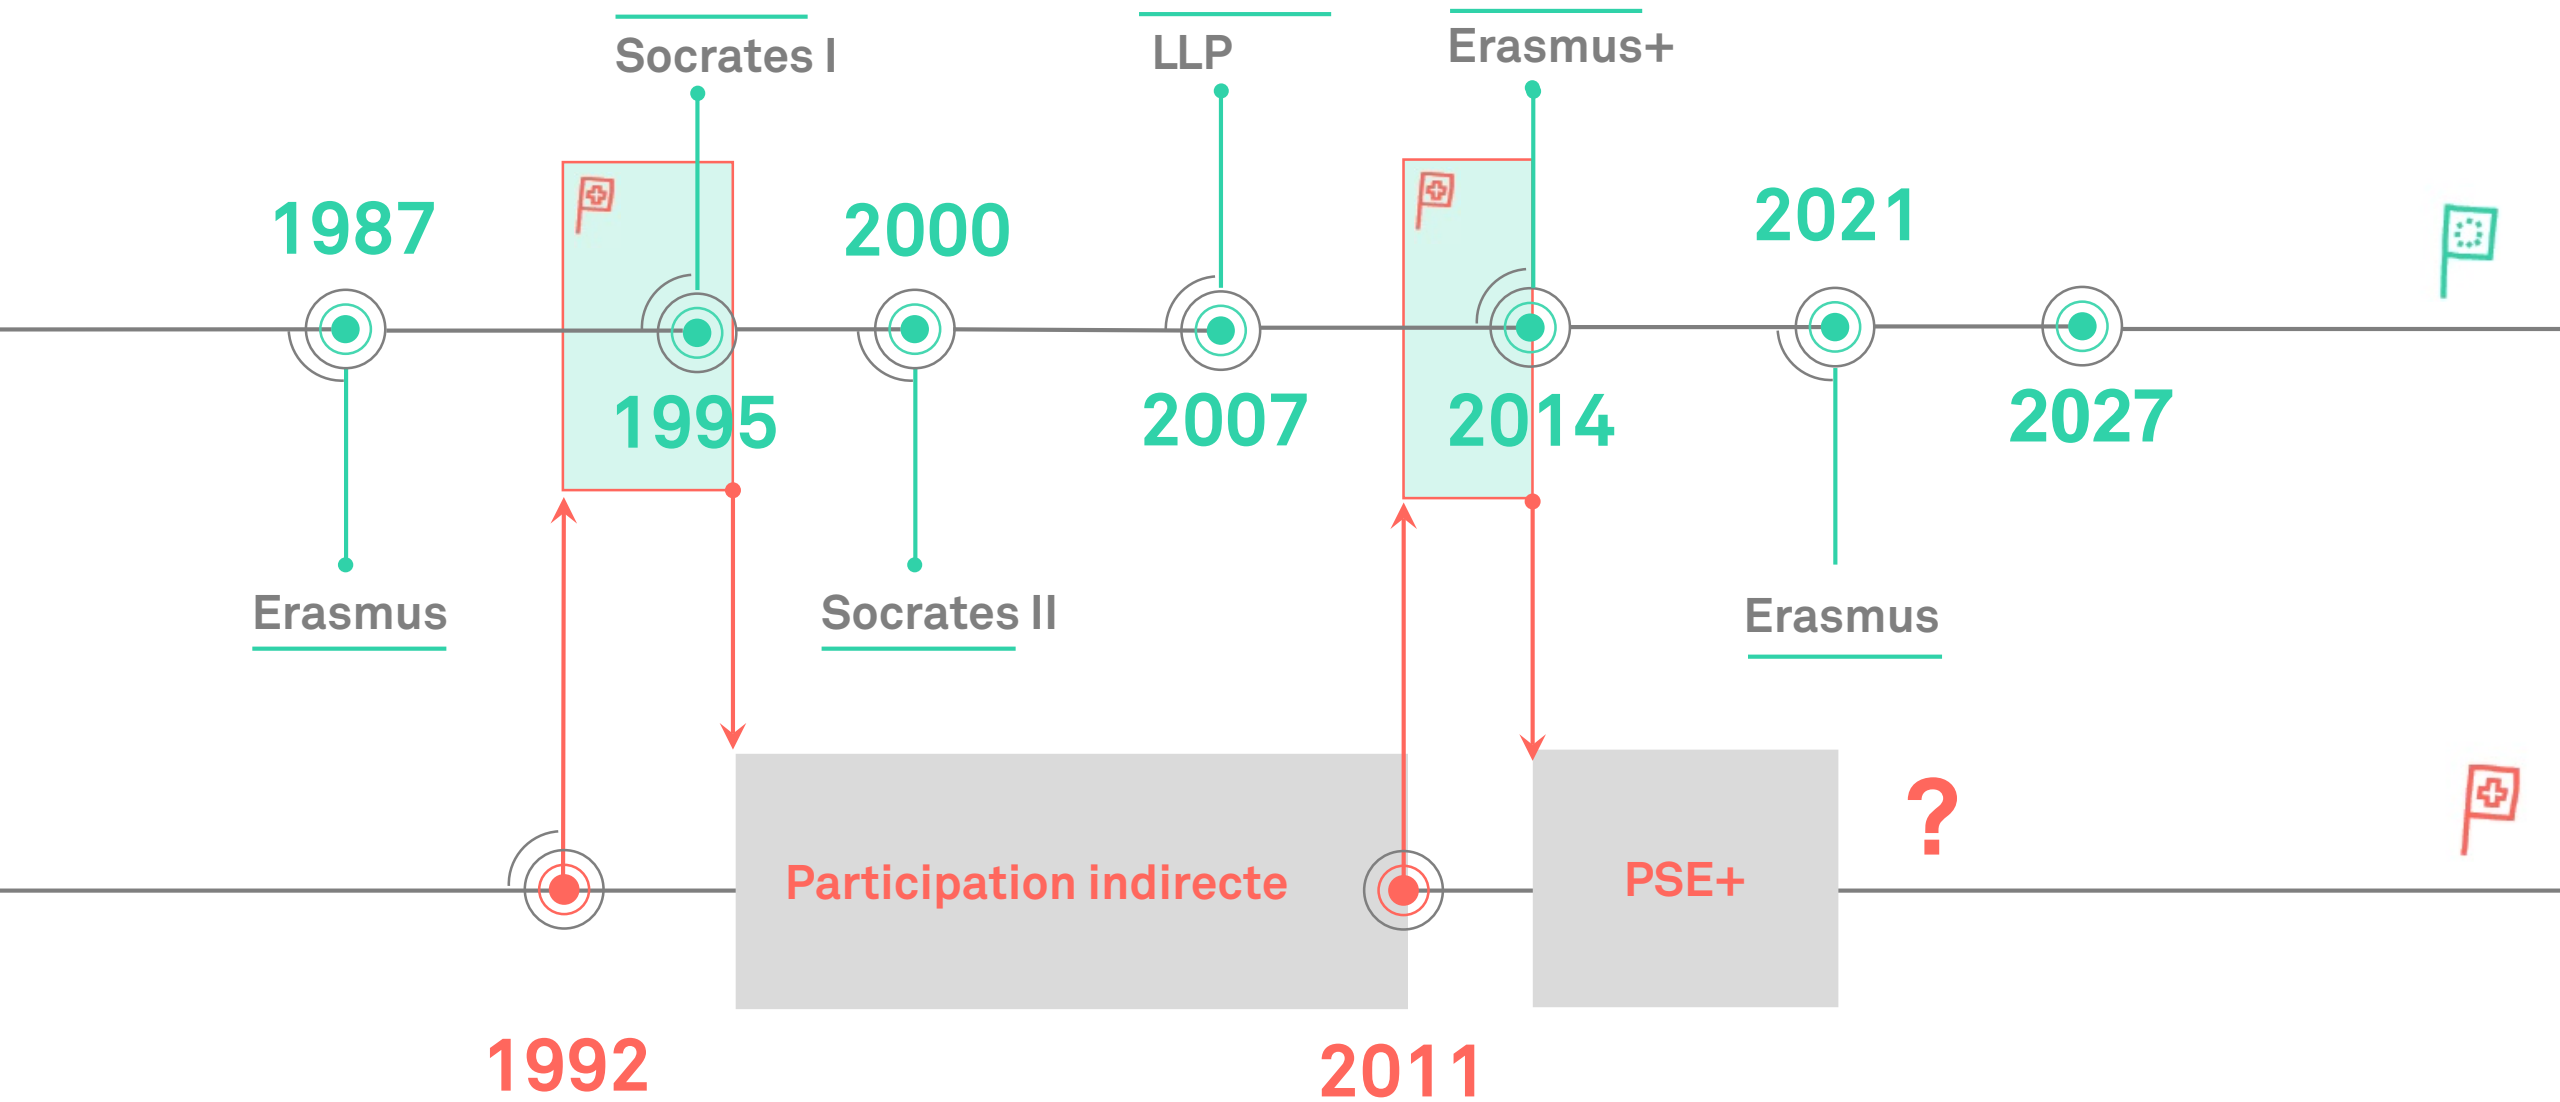 Socrates I
LLP
Erasmus+
1987
2000
2021
1995
2007
2014
2027
Erasmus
Socrates II
Erasmus
?
Participation indirecte
PSE+
1992
2011